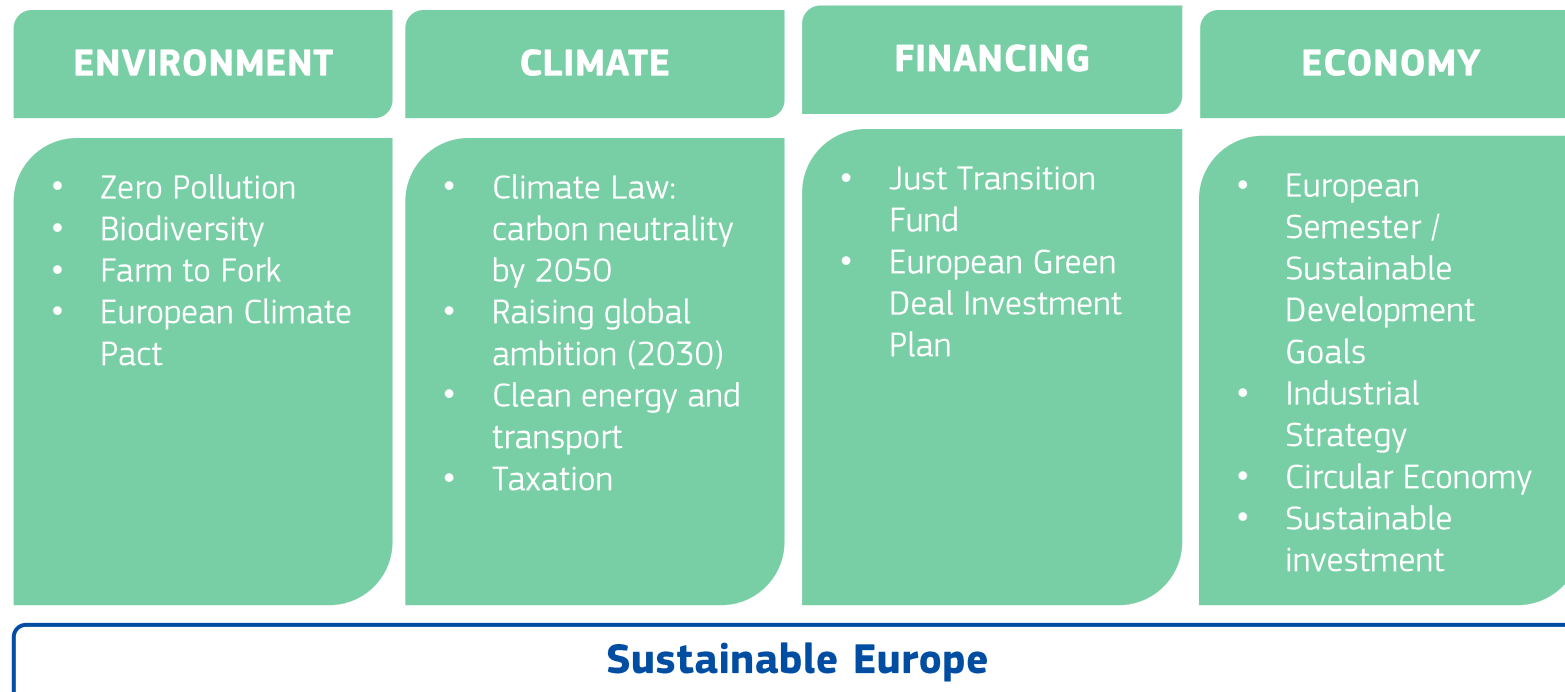 ENVIRONMENT
• Zero Pollution
• Biodiversity
• Farm to Fork
• European Climate
Pact
CLIMATE
• Climate Law:
carbon neutrality
by 2050
• Raising global
ambition (2030)
• Clean energy and
transport
• Taxation
FINANCING
• Just Transition
Fund
• European Green
Deal Investment
Plan
ECONOMY
• European
Semester /
Sustainable
Development
Goals
• Industrial
Strategy
• Circular Economy
• Sustainable
investment
Sustainable Europe